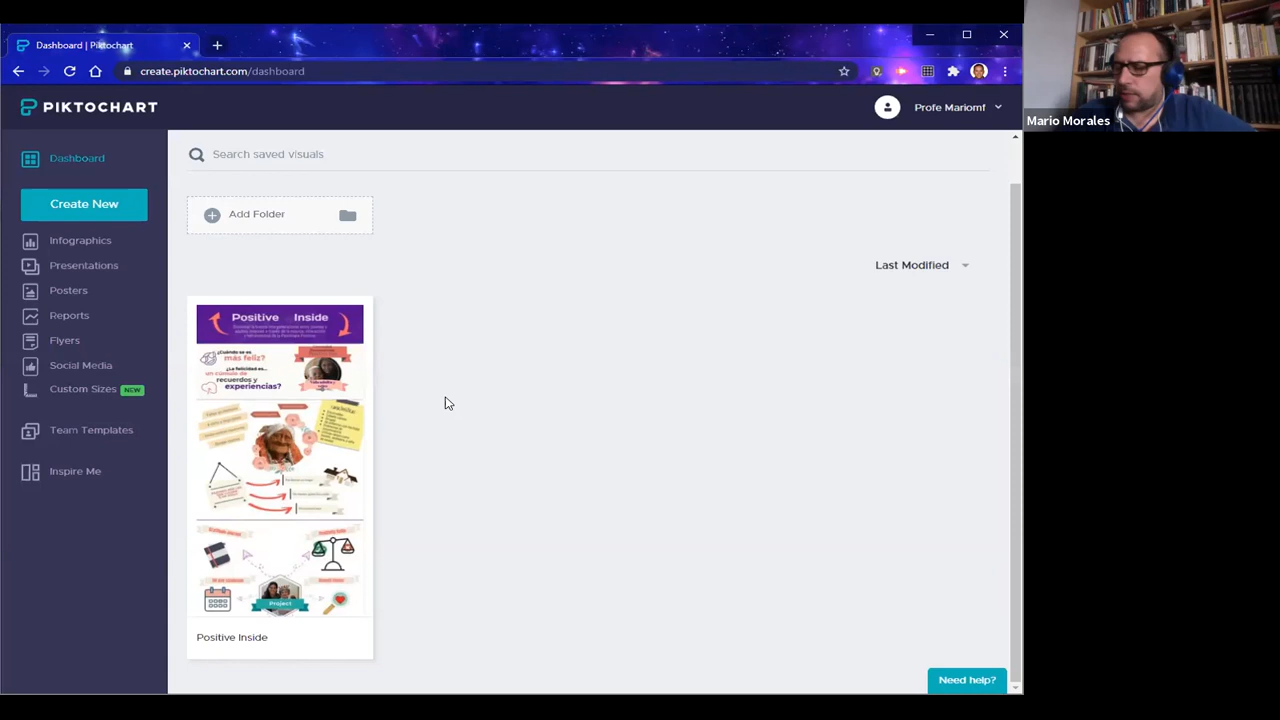 Dashboard | Piktochart
create.piktochart.com/dashboard
PIKTOCHART
Profe Mariomf
Mario Morales
Dashboard
Create New
Infographics
Presentations
Posters
Reports
Flyers
Social Media
Custom Sizes NEW
Team Templates
Inspire Me
Search saved visuals
Add Folder
Last Modified
Positive Inside
¿Cuándo se es
más feliz?
¿La felicidad es...
un cúmulo de
recuerdos y
experiencias?
Project
Positive Inside
Need help?